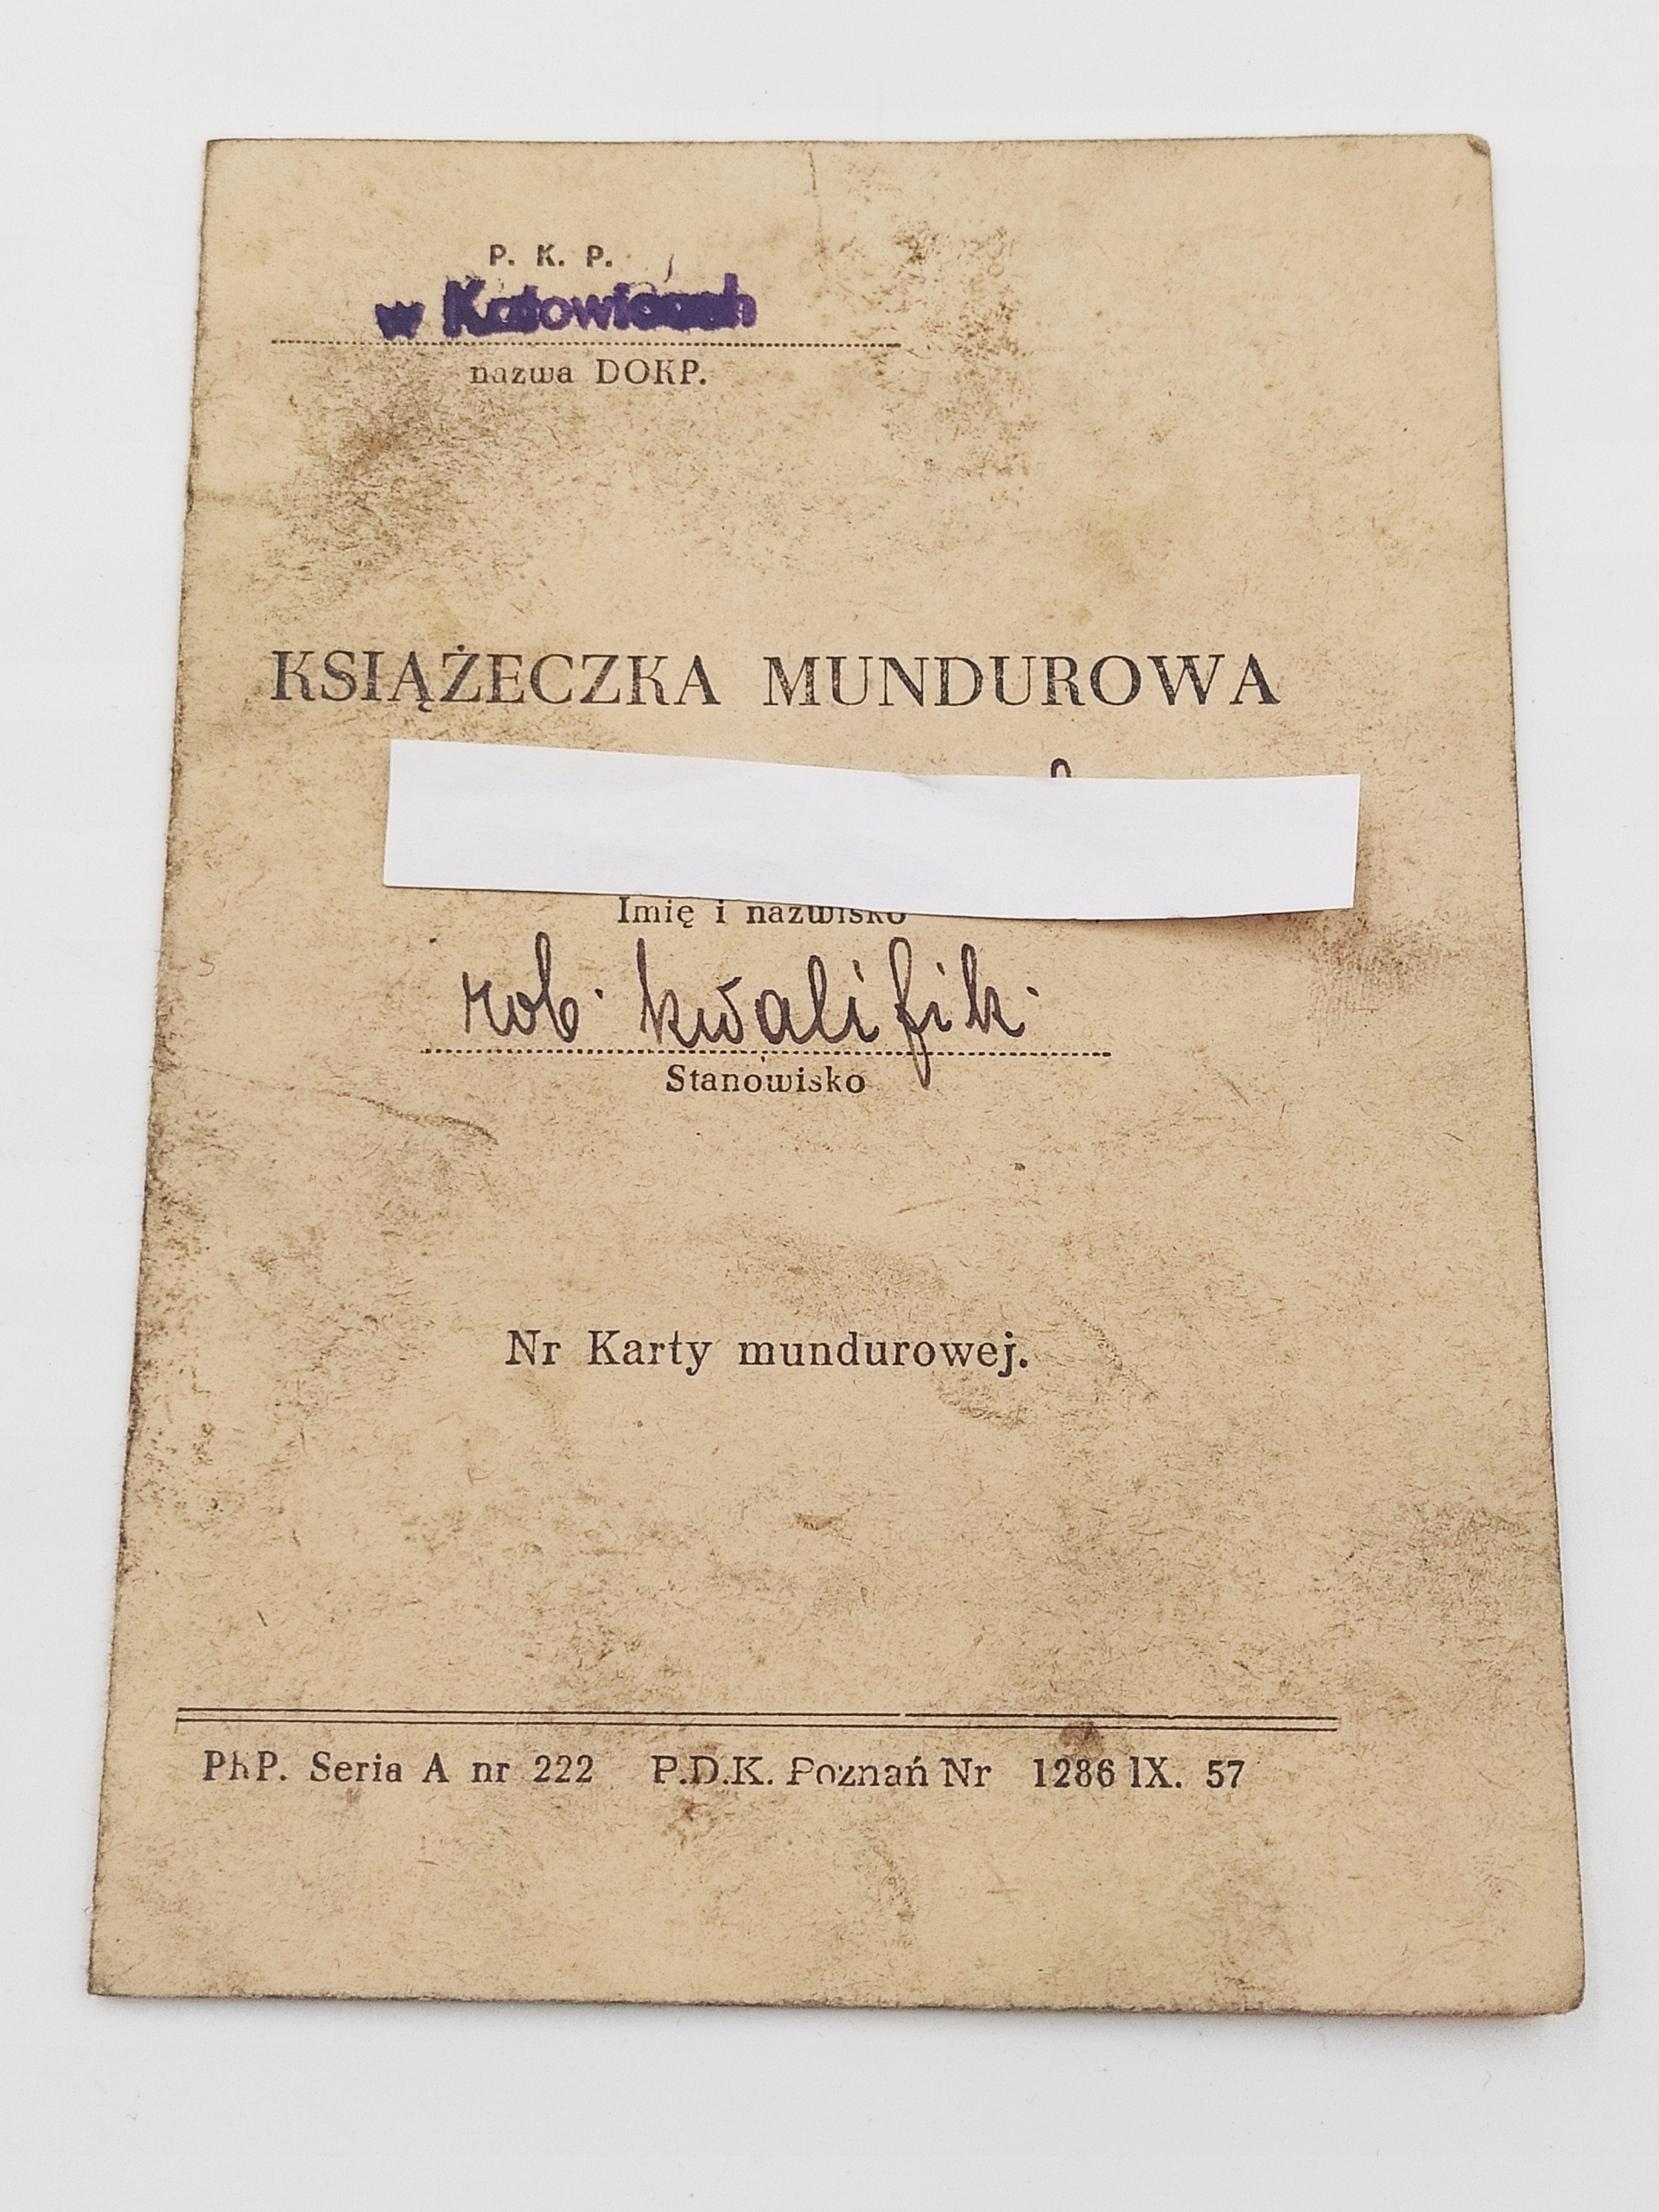 P. K. P.
w Katowicach
nazwa DOKP.
KSIĄŻECZKA MUNDUROWA
Imię i nazwisko
rob. kwalifik.
Stanowisko
Nr Karty mundurowej.
PKP. Seria A nr 222 P.D.K. Poznań Nr 1286 IX. 57